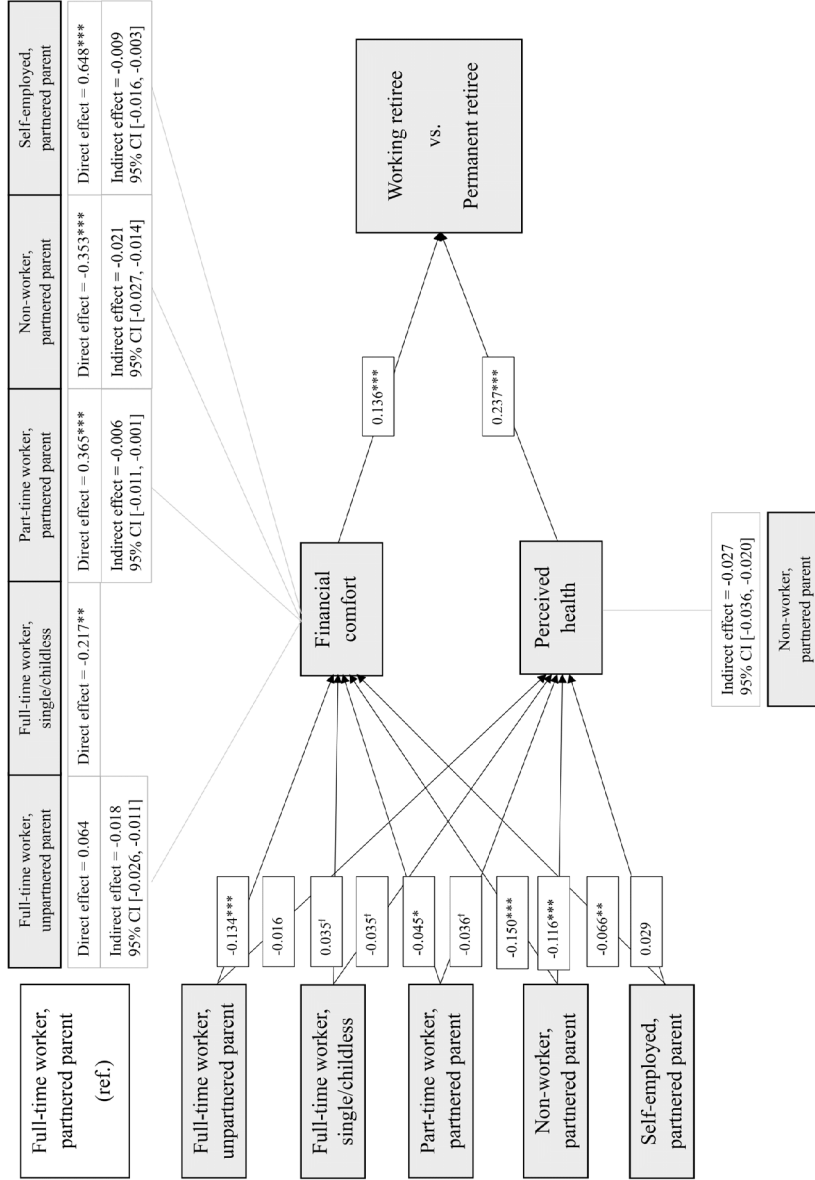 Full-time worker,
partnered parent
(ref.)
Full-time worker,
unpartnered parent
Direct effect = 0.064
Indirect effect = -0.018
95% CI [-0.026, -0.011]
Full-time worker,
single/childless
Direct effect = -0.217**
Part-time worker,
partnered parent
Direct effect = 0.365***
Indirect effect = -0.006
95% CI [-0.011, -0.001]
Non-worker,
partnered parent
Direct effect = -0.353***
Indirect effect = -0.021
95% CI [-0.027, -0.014]
Self-employed,
partnered parent
Direct effect = 0.648***
Indirect effect = -0.009
95% CI [-0.016, -0.003]
Full-time worker,
unpartnered parent
Full-time worker,
single/childless
Part-time worker,
partnered parent
Non-worker,
partnered parent
Self-employed,
partnered parent
-0.134***
-0.016
0.035ƚ
-0.035ƚ
-0.045*
-0.036ƚ
-0.150***
-0.116***
-0.066**
0.029
Financial
comfort
Perceived
health
0.136***
0.237***
Working retiree
vs.
Permanent retiree
Indirect effect = -0.027
95% CI [-0.036, -0.020]
Non-worker,
partnered parent